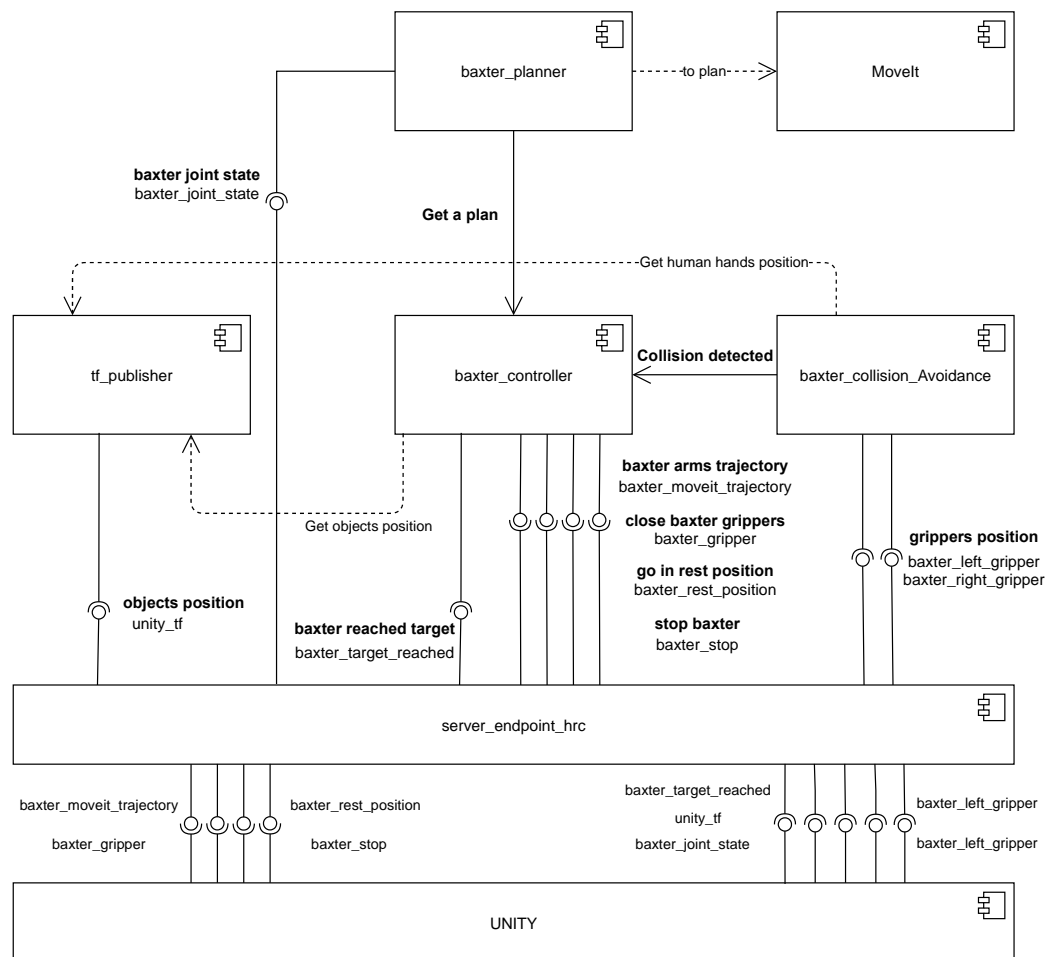 baxter_planner
to plan
MoveIt
baxter joint state
baxter_joint_state
Get a plan
Get human hands position
tf_publisher
baxter_controller
Collision detected
baxter_collision_Avoidance
baxter arms trajectory
baxter_moveit_trajectory
Get objects position
close baxter grippers
baxter_gripper
grippers position
baxter_left_gripper
baxter_right_gripper
go in rest position
baxter_rest_position
objects position
unity_tf
baxter reached target
baxter_target_reached
stop baxter
baxter_stop
server_endpoint_hrc
baxter_moveit_trajectory
baxter_rest_position
baxter_gripper
baxter_stop
baxter_target_reached
unity_tf
baxter_joint_state
baxter_left_gripper
baxter_left_gripper
UNITY